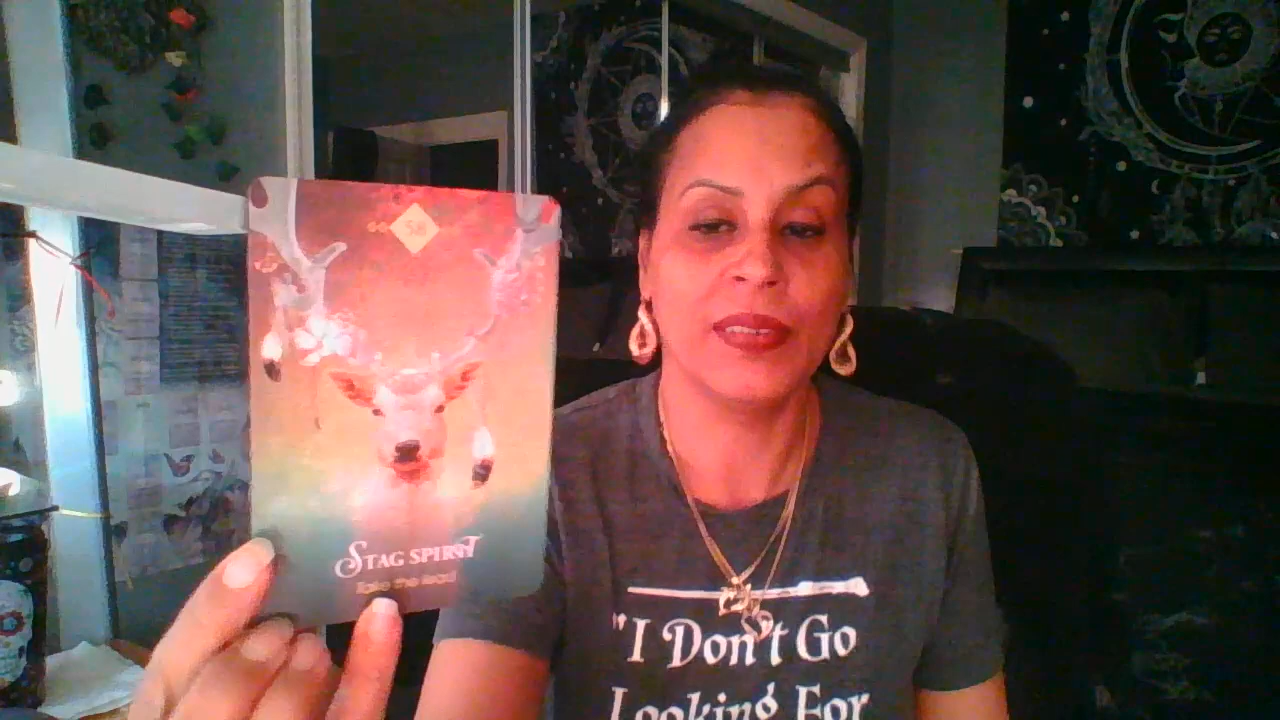 58
STAG SPIRIT
Take the lead
"I Don't Go
Looking For